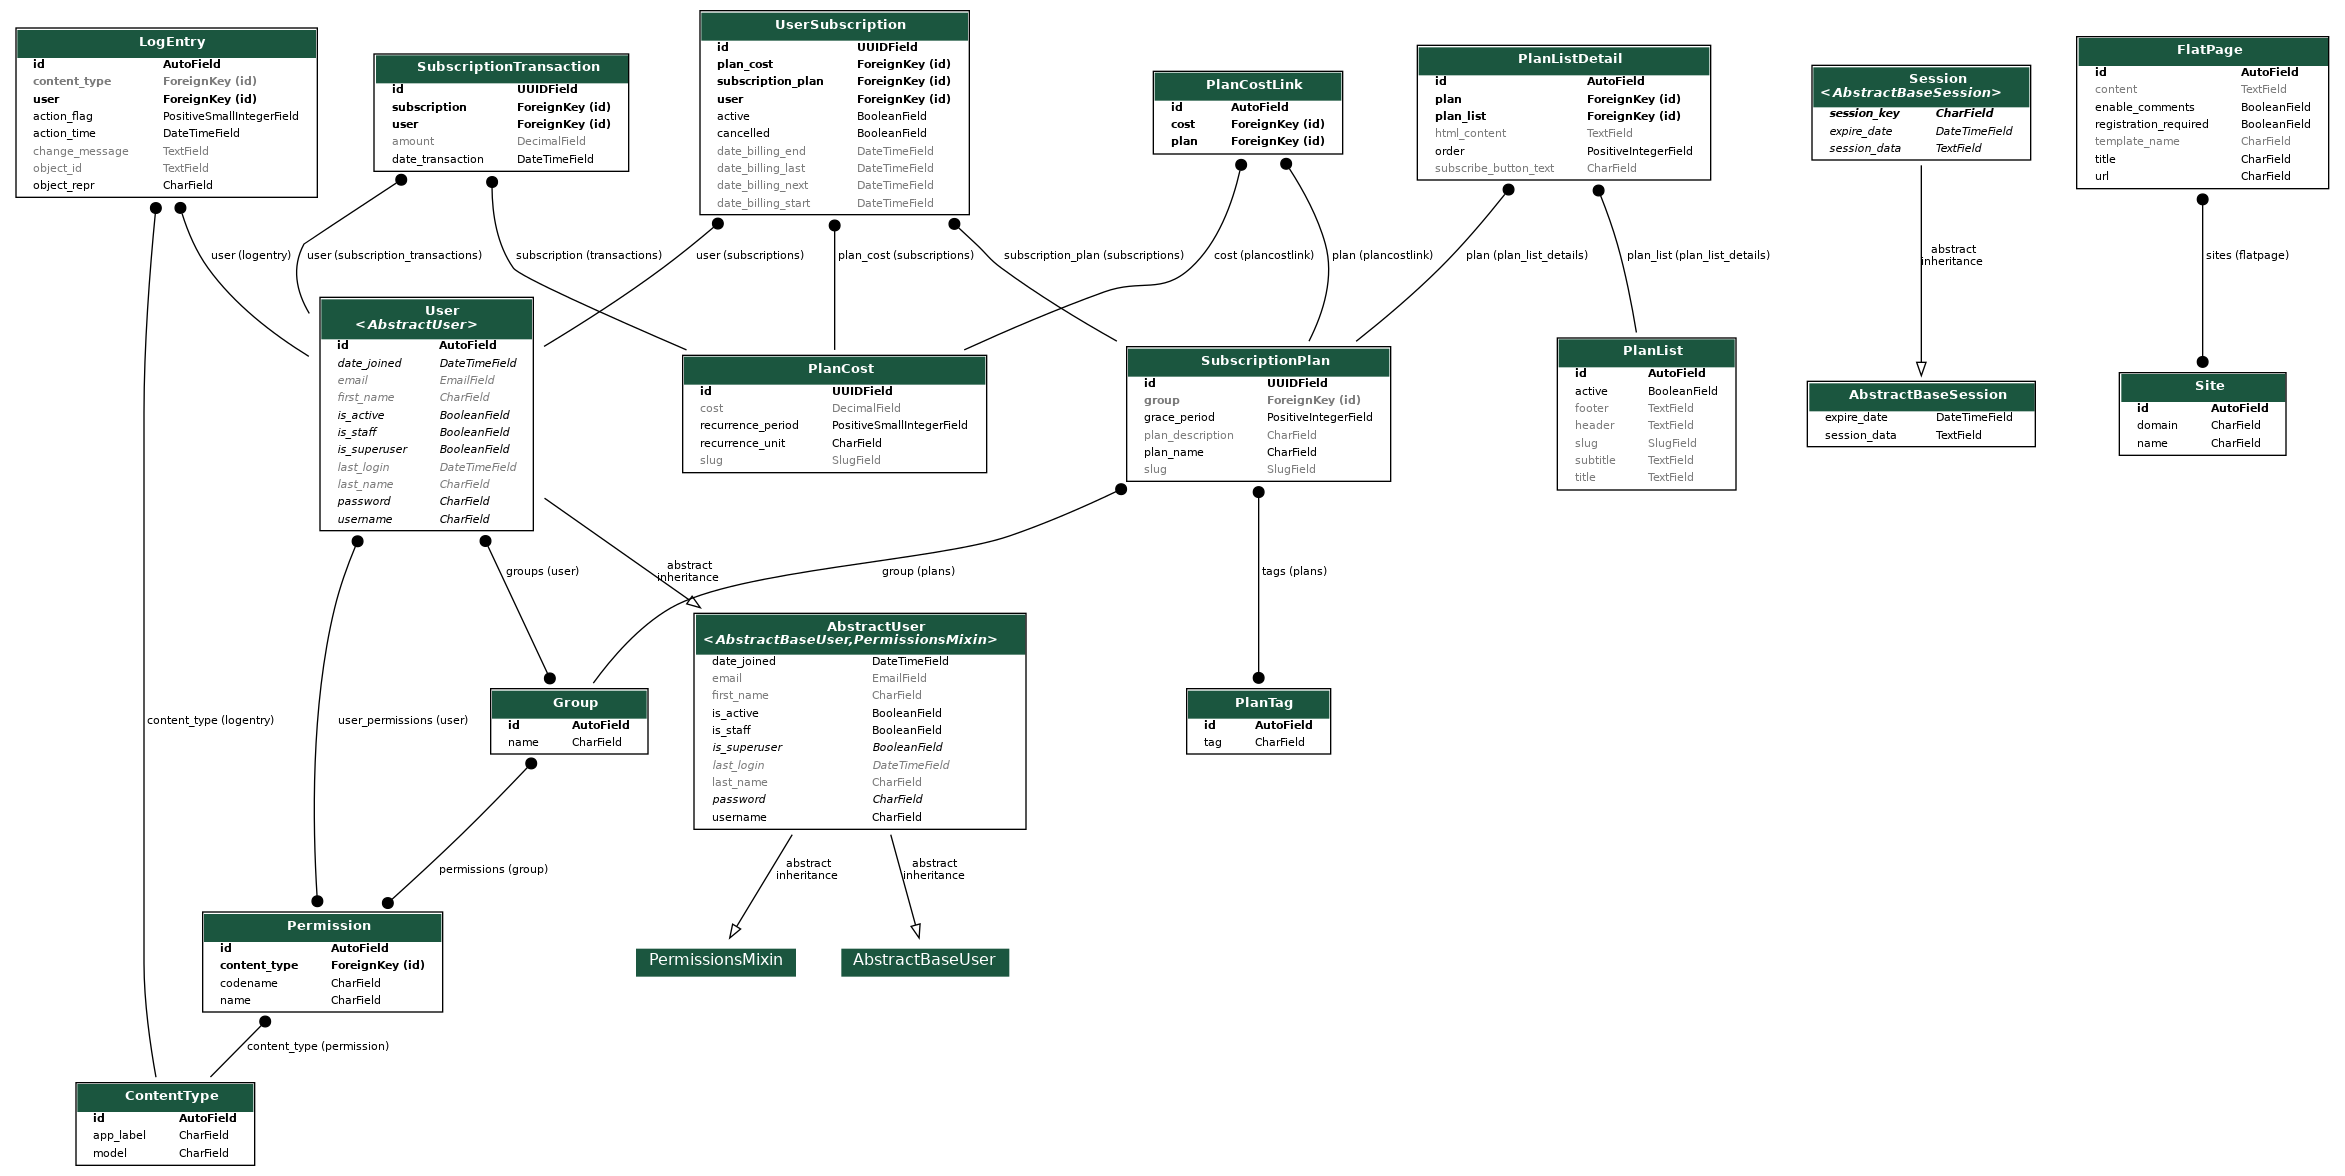 LogEntry
id AutoField
content_type ForeignKey (id)
user ForeignKey (id)
action_flag PositiveSmallIntegerField
action_time DateTimeField
change_message TextField
object_id TextField
object_repr CharField
SubscriptionTransaction
id UUIDField
subscription ForeignKey (id)
user ForeignKey (id)
amount DecimalField
date_transaction DateTimeField
UserSubscription
id UUIDField
plan_cost ForeignKey (id)
subscription_plan ForeignKey (id)
user ForeignKey (id)
active BooleanField
cancelled BooleanField
date_billing_end DateTimeField
date_billing_last DateTimeField
date_billing_next DateTimeField
date_billing_start DateTimeField
PlanCostLink
id AutoField
cost ForeignKey (id)
plan ForeignKey (id)
PlanListDetail
id AutoField
plan ForeignKey (id)
plan_list ForeignKey (id)
html_content TextField
order PositiveIntegerField
subscribe_button_text CharField
Session
<AbstractBaseSession>
session_key CharField
expire_date DateTimeField
session_data TextField
FlatPage
id AutoField
content TextField
enable_comments BooleanField
registration_required BooleanField
template_name CharField
title CharField
url CharField
user (logentry)
user (subscription_transactions)
subscription (transactions)
user (subscriptions)
plan_cost (subscriptions)
subscription_plan (subscriptions)
cost (plancostlink)
plan (plancostlink)
plan (plan_list_details)
plan_list (plan_list_details)
abstract
inheritance
sites (flatpage)
User
<AbstractUser>
id AutoField
date_joined DateTimeField
email EmailField
first_name CharField
is_active BooleanField
is_staff BooleanField
is_superuser BooleanField
last_login DateTimeField
last_name CharField
password CharField
username CharField
PlanCost
id UUIDField
cost DecimalField
recurrence_period PositiveSmallIntegerField
recurrence_unit CharField
slug SlugField
SubscriptionPlan
id UUIDField
group ForeignKey (id)
grace_period PositiveIntegerField
plan_description CharField
plan_name CharField
slug SlugField
PlanList
id AutoField
active BooleanField
footer TextField
header TextField
slug SlugField
subtitle TextField
title TextField
AbstractBaseSession
expire_date DateTimeField
session_data TextField
Site
id AutoField
domain CharField
name CharField
groups (user)
abstract
inheritance
group (plans)
tags (plans)
content_type (logentry)
user_permissions (user)
Group
id AutoField
name CharField
AbstractUser
<AbstractBaseUser,PermissionsMixin>
date_joined DateTimeField
email EmailField
first_name CharField
is_active BooleanField
is_staff BooleanField
is_superuser BooleanField
last_login DateTimeField
last_name CharField
password CharField
username CharField
PlanTag
id AutoField
tag CharField
permissions (group)
abstract
inheritance
abstract
inheritance
Permission
id AutoField
content_type ForeignKey (id)
codename CharField
name CharField
PermissionsMixin
AbstractBaseUser
content_type (permission)
ContentType
id AutoField
app_label CharField
model CharField